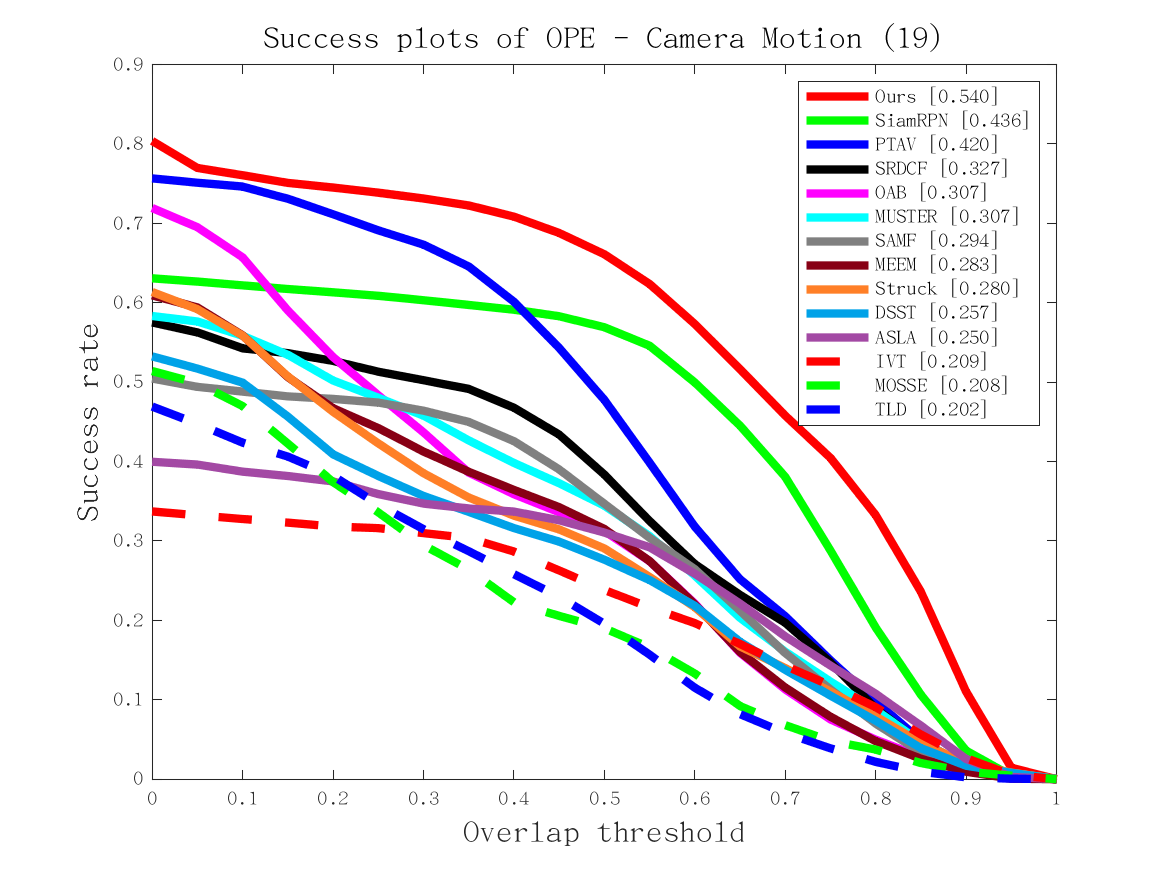 Success plots of OPE - Camera Motion (19)
0.9
0.8
0.7
0.6
0.5
0.4
0.3
0.2
0.1
0
Success rate
Ours [0.540]
SiamRPN [0.436]
PTAV [0.420]
SRDCF [0.327]
OAB [0.307]
MUSTER [0.307]
SAMF [0.294]
MEEM [0.283]
Struck [0.280]
DSST [0.257]
ASLA [0.250]
IVT [0.209]
MOSSE [0.208]
TLD [0.202]
0 0.1 0.2 0.3 0.4 0.5 0.6 0.7 0.8 0.9 1
Overlap threshold